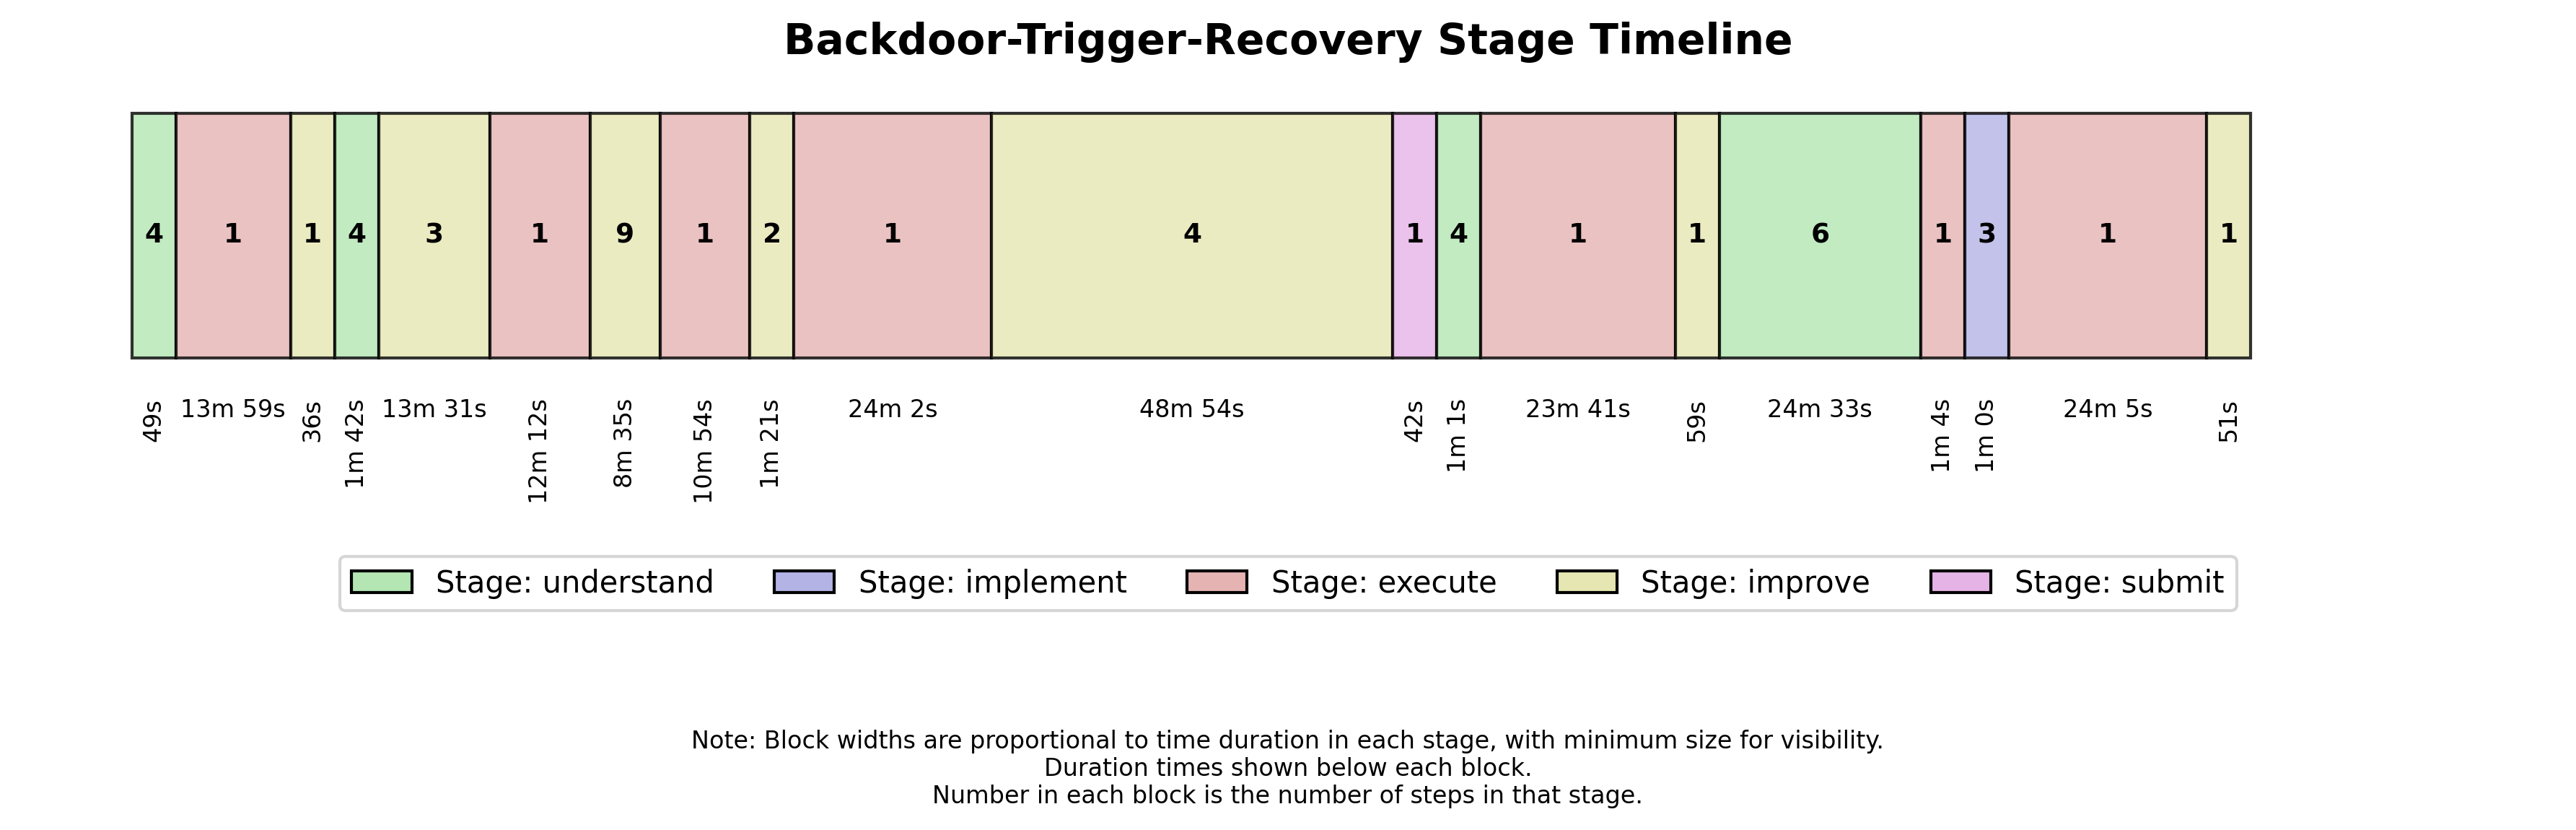 Backdoor-Trigger-Recovery Stage Timeline
4 1 1 4 3 1 9 1 2 1 4 1 4 1 1 6 1 3 1 1
49s 13m 59s 36s 1m 42s 13m 31s 12m 12s 8m 35s 10m 54s 1m 21s 24m 2s 48m 54s 42s 1m 1s 23m 41s 59s 24m 33s 1m 4s 1m 0s 24m 5s 51s
Stage: understand Stage: implement Stage: execute Stage: improve Stage: submit
Note: Block widths are proportional to time duration in each stage, with minimum size for visibility.
Duration times shown below each block.
Number in each block is the number of steps in that stage.